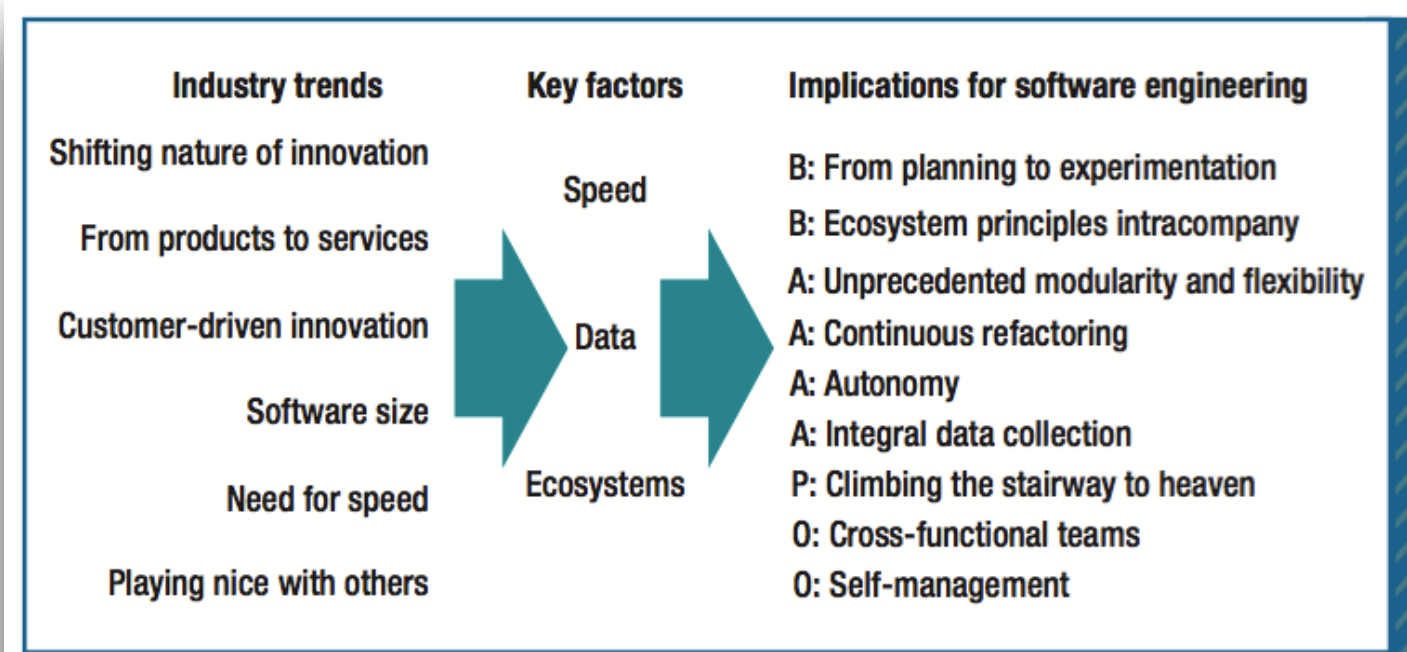 Industry trends
Shifting nature of innovation
From products to services
Customer-driven innovation
Software size
Need for speed
Playing nice with others
Key factors
Speed
Data
Ecosystems
Implications for software engineering
B: From planning to experimentation
B: Ecosystem principles intracompany
A: Unprecedented modularity and flexibility
A: Continuous refactoring
A: Autonomy
A: Integral data collection
P: Climbing the stairway to heaven
O: Cross-functional teams
O: Self-management